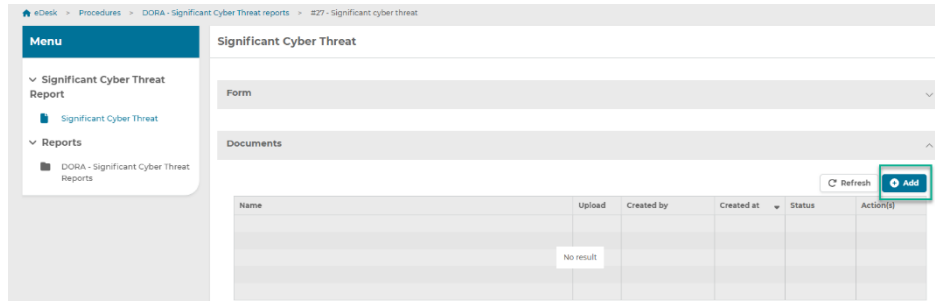 eDesk > Procedures > DORA - Significant Cyber Threat reports > #27 - Significant cyber threat
Menu
Significant Cyber Threat
Report
Significant Cyber Threat
Reports
DORA - Significant Cyber Threat
Reports
Significant Cyber Threat
Form
Documents
Refresh Add
Name Upload Created by Created at Status Action(s)
No result